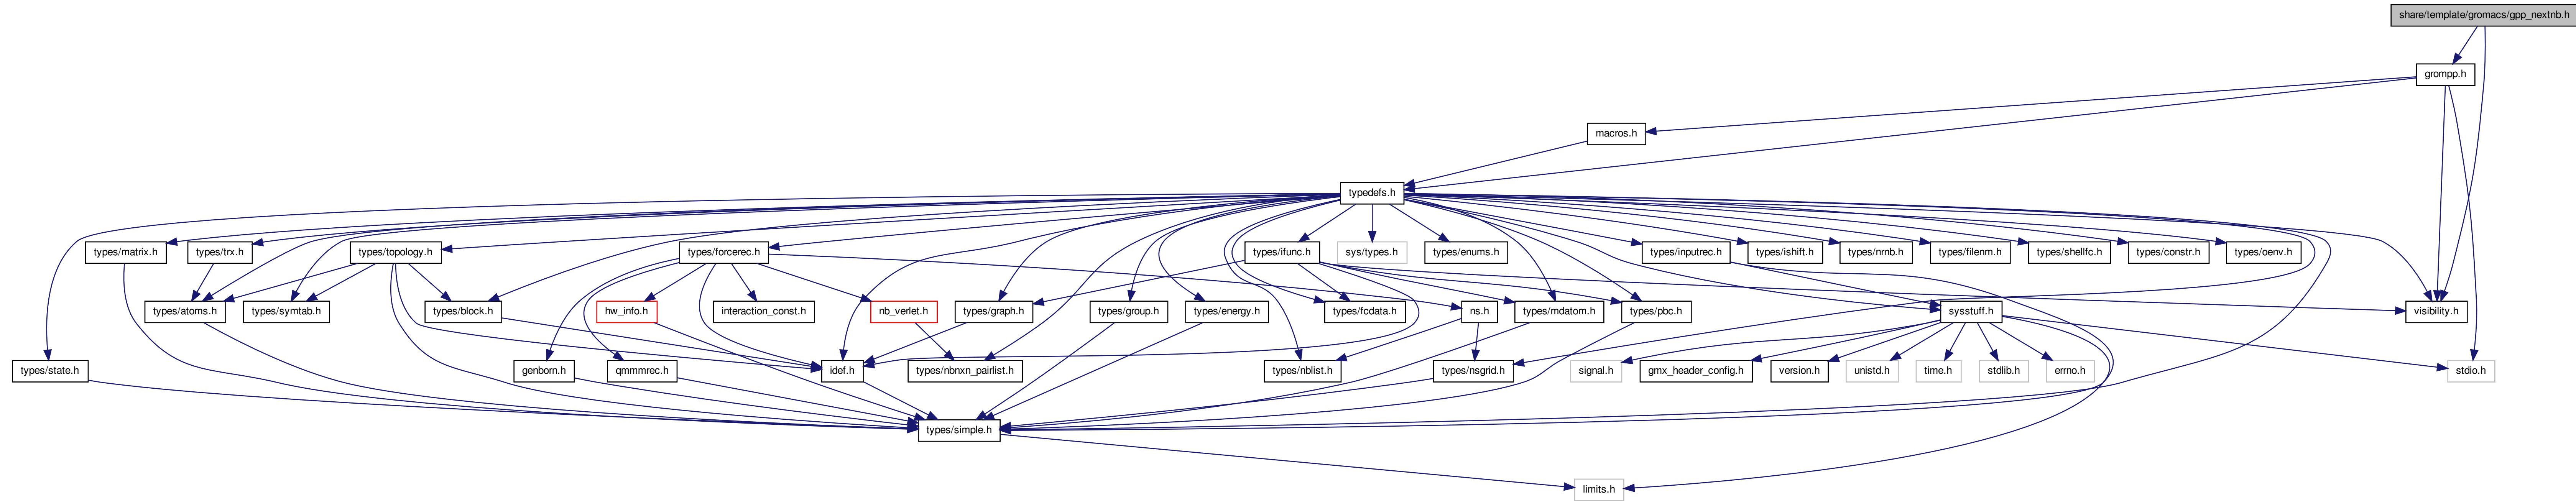 share/template/gromacs/gpp_nextnb.h
grompp.h
macros.h
typedefs.h
types/matrix.h
types/trx.h
types/topology.h
types/forcerec.h
types/ifunc.h
sys/types.h
types/enums.h
types/inputrec.h
types/ishift.h
types/nrnb.h
types/filenm.h
types/shellfc.h
types/constr.h
types/oenv.h
types/atoms.h
types/symtab.h
types/block.h
hw_info.h
interaction_const.h
nb_verlet.h
types/graph.h
types/group.h
types/energy.h
types/fcdata.h
ns.h
types/mdatom.h
types/pbc.h
sysstuff.h
visibility.h
types/state.h
genborn.h
qmmmrec.h
idef.h
types/nbnxn_pairlist.h
types/nblist.h
types/nsgrid.h
signal.h
gmx_header_config.h
version.h
unistd.h
time.h
stdlib.h
errno.h
stdio.h
types/simple.h
limits.h